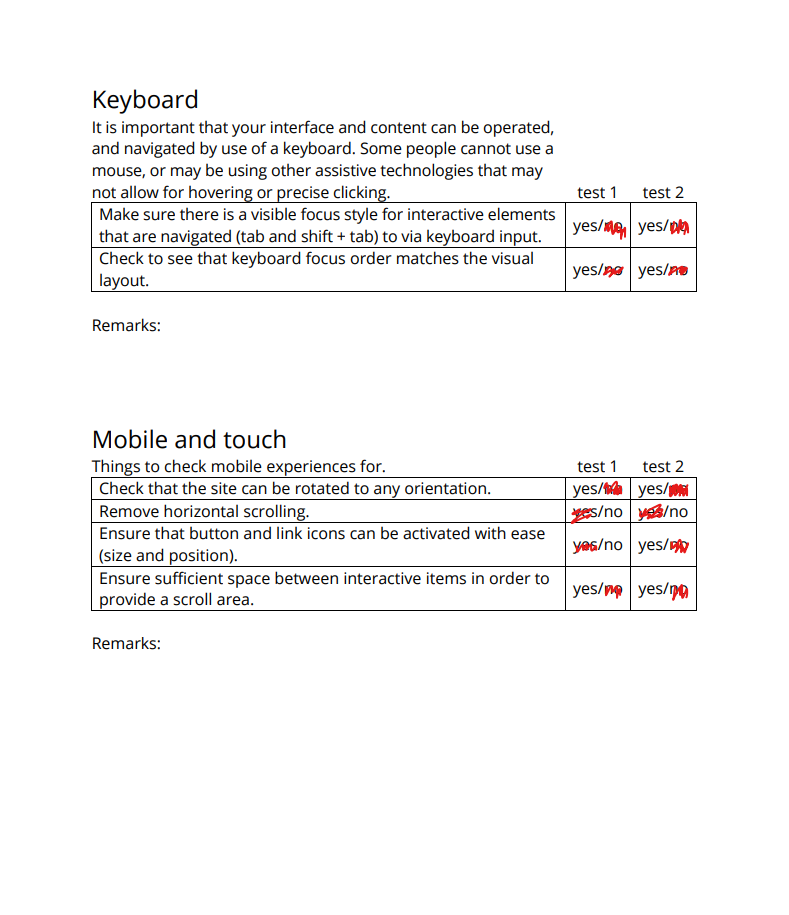 Keyboard
It is important that your interface and content can be operated,
and navigated by use of a keyboard. Some people cannot use a
mouse, or may be using other assistive technologies that may
not allow for hovering or precise clicking. test 1 test 2
Make sure there is a visible focus style for interactive elements
that are navigated (tab and shift + tab) to via keyboard input. yes/no yes/no
Check to see that keyboard focus order matches the visual
layout. yes/no yes/no
Remarks:
Mobile and touch
Things to check mobile experiences for. test 1 test 2
Check that the site can be rotated to any orientation. yes/no yes/no
Remove horizontal scrolling. yes/no yes/no
Ensure that button and link icons can be activated with ease
(size and position). yes/no yes/no
Ensure sufficient space between interactive items in order to
provide a scroll area. yes/no yes/no
Remarks: